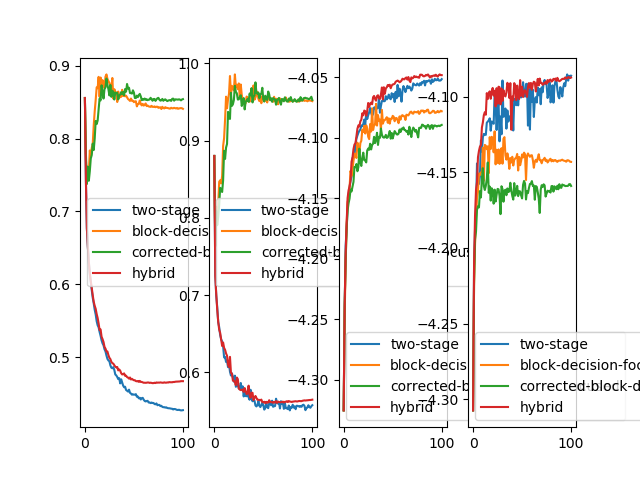 0.9
0.8
0.7
0.6
0.5
0
100
two-stage
block-decis
corrected-b
hybrid
1.0
0.9
0.8
0.7
0.6
0
100
two-stage
block-decis
corrected-b
hybrid
−4.05
−4.10
−4.15
−4.20
−4.25
−4.30
0
100
two-stage
block-decis
corrected-b
hybrid
−4.10
−4.15
−4.20
−4.25
−4.30
0
100
two-stage
block-decision-foc
corrected-block-d
hybrid